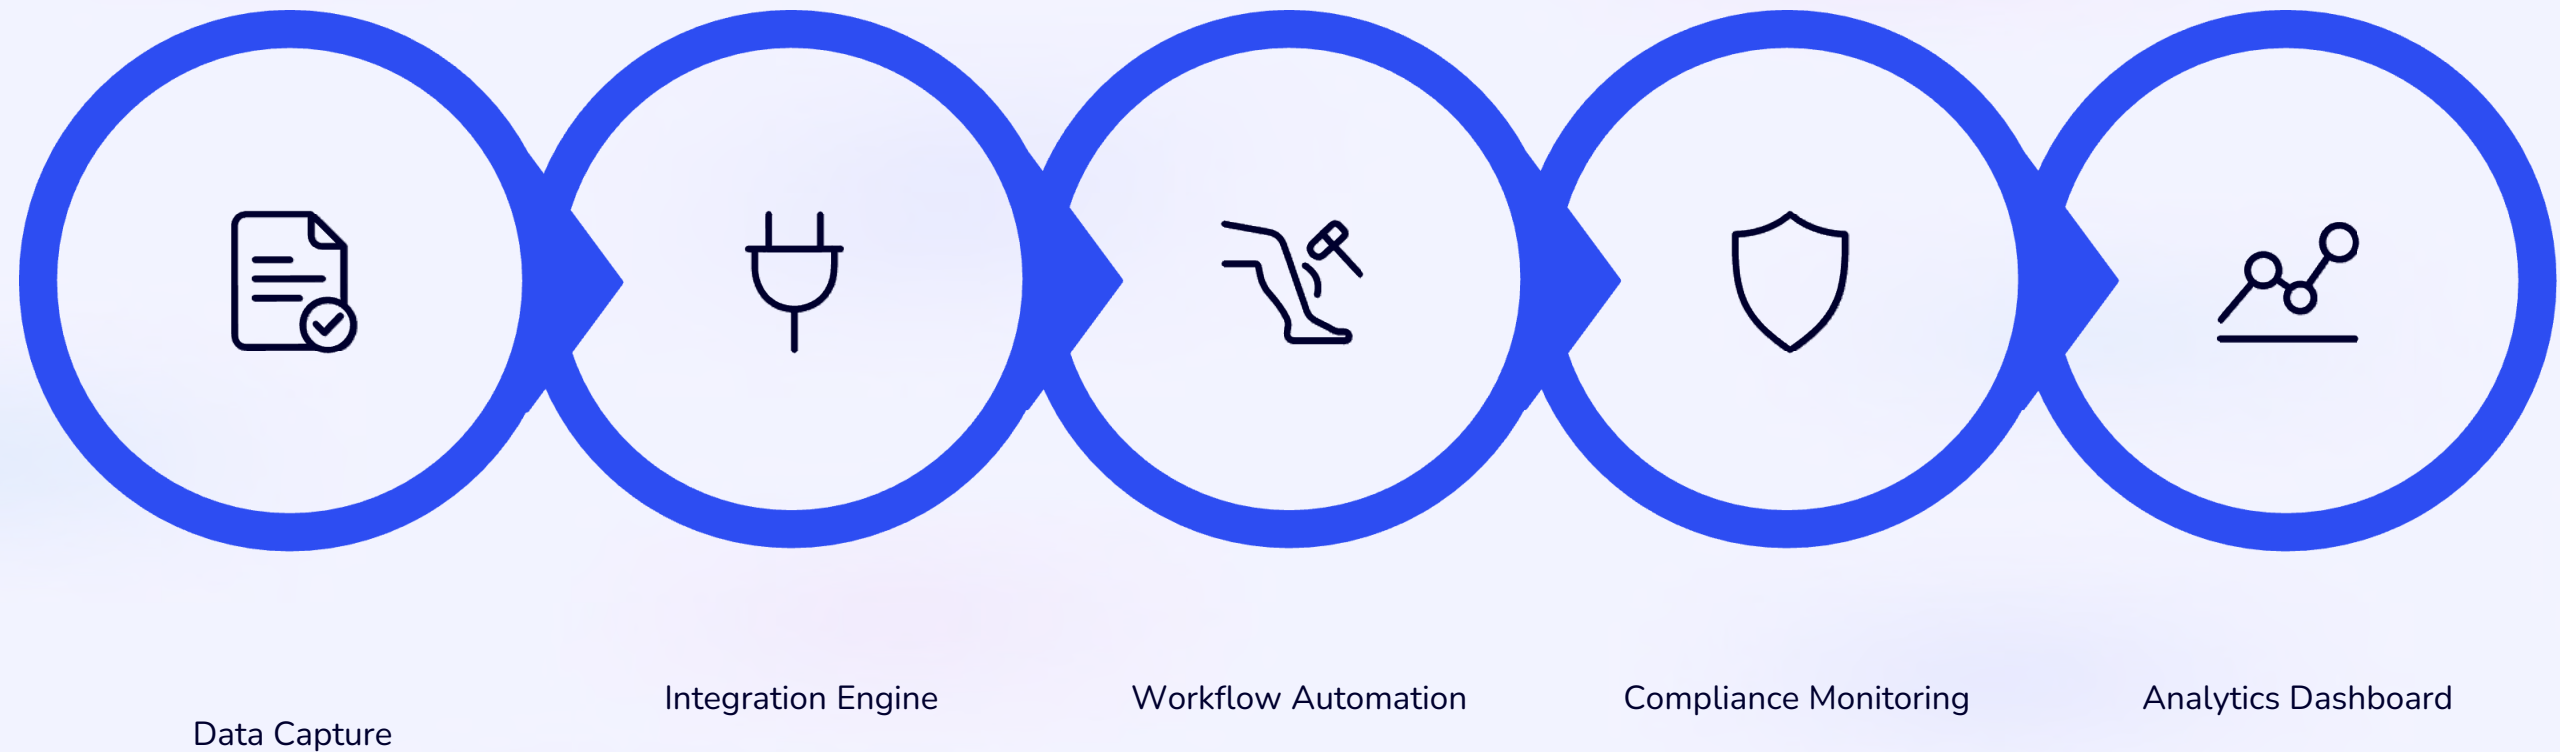 Data Capture
Integration Engine
Workflow Automation
Compliance Monitoring
Analytics Dashboard